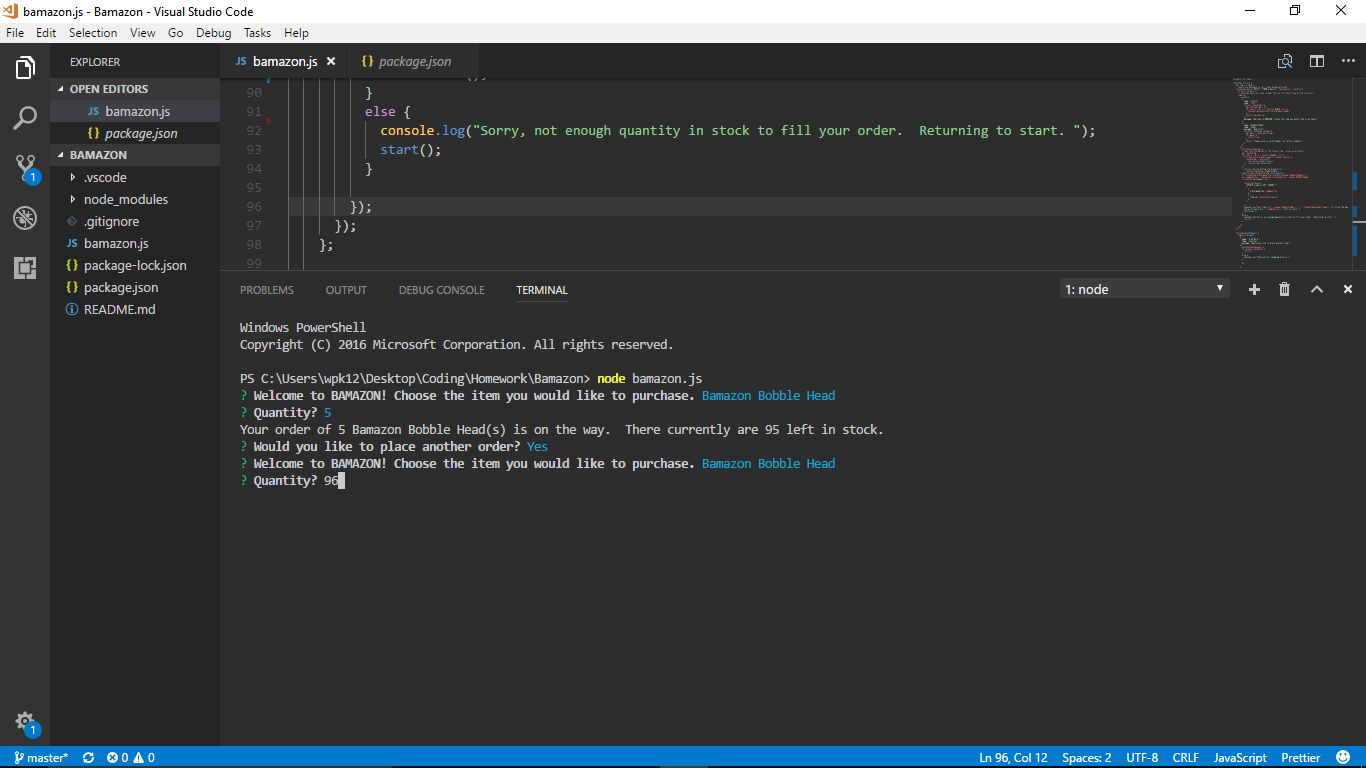 bamazon.js - Bamazon - Visual Studio Code
File Edit Selection View Go Debug Tasks Help
EXPLORER
OPEN EDITORS
JS bamazon.js
{} package.json
BAMAZON
.vscode
node_modules
.gitignore
JS bamazon.js
{} package-lock.json
{} package.json
README.md
1
1
JS bamazon.js
{} package.json
90 }
91 else {
92 console.log("Sorry, not enough quantity in stock to fill your order.  Returning to start. ");
93 start();
94 }
95
96 });
97 });
98 };
99
PROBLEMS OUTPUT DEBUG CONSOLE TERMINAL
1: node
Windows PowerShell
Copyright (C) 2016 Microsoft Corporation. All rights reserved.
PS C:\Users\wpk12\Desktop\Coding\Homework\Bamazon> node bamazon.js
? Welcome to BAMAZON! Choose the item you would like to purchase. Bamazon Bobble Head
? Quantity? 5
Your order of 5 Bamazon Bobble Head(s) is on the way.  There currently are 95 left in stock.
? Would you like to place another order? Yes
? Welcome to BAMAZON! Choose the item you would like to purchase. Bamazon Bobble Head
? Quantity? 96
master* 0 0 Ln 96, Col 12 Spaces: 2 UTF-8 CRLF JavaScript Prettier